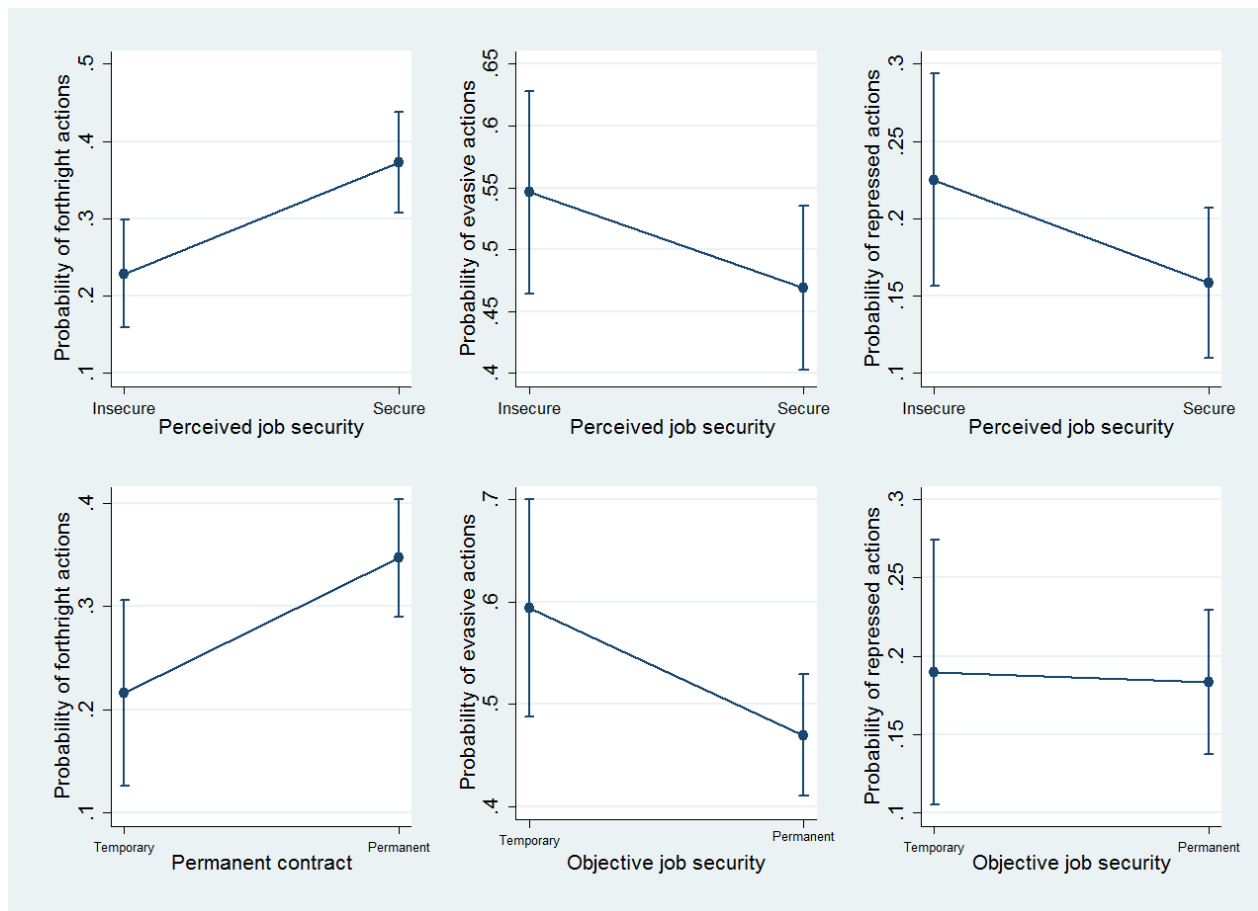 Probability of forthright actions
.5
.4
.3
.2
.1
Insecure
Secure
Perceived job security
Probability of evasive actions
.65
.6
.55
.5
.45
.4
Insecure
Secure
Perceived job security
Probability of repressed actions
.3
.25
.2
.15
.1
Insecure
Secure
Perceived job security
Probability of forthright actions
.4
.3
.2
.1
Temporary
Permanent
Permanent contract
Probability of evasive actions
.7
.6
.5
.4
Temporary
Permanent
Objective job security
Probability of repressed actions
.3
.25
.2
.15
.1
Temporary
Permanent
Objective job security